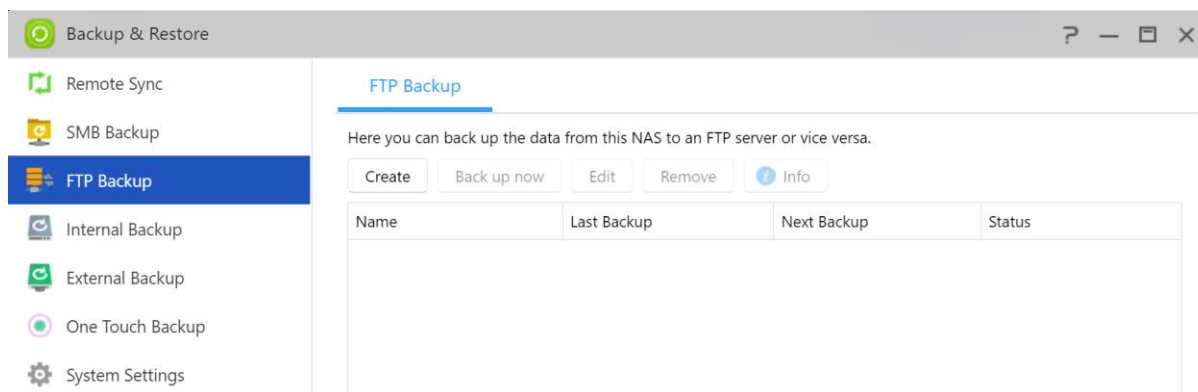 Backup & Restore
Remote Sync
SMB Backup
FTP Backup
Internal Backup
External Backup
One Touch Backup
System Settings
FTP Backup
Here you can back up the data from this NAS to an FTP server or vice versa.
Create Back up now Edit Remove Info
Name Last Backup Next Backup Status